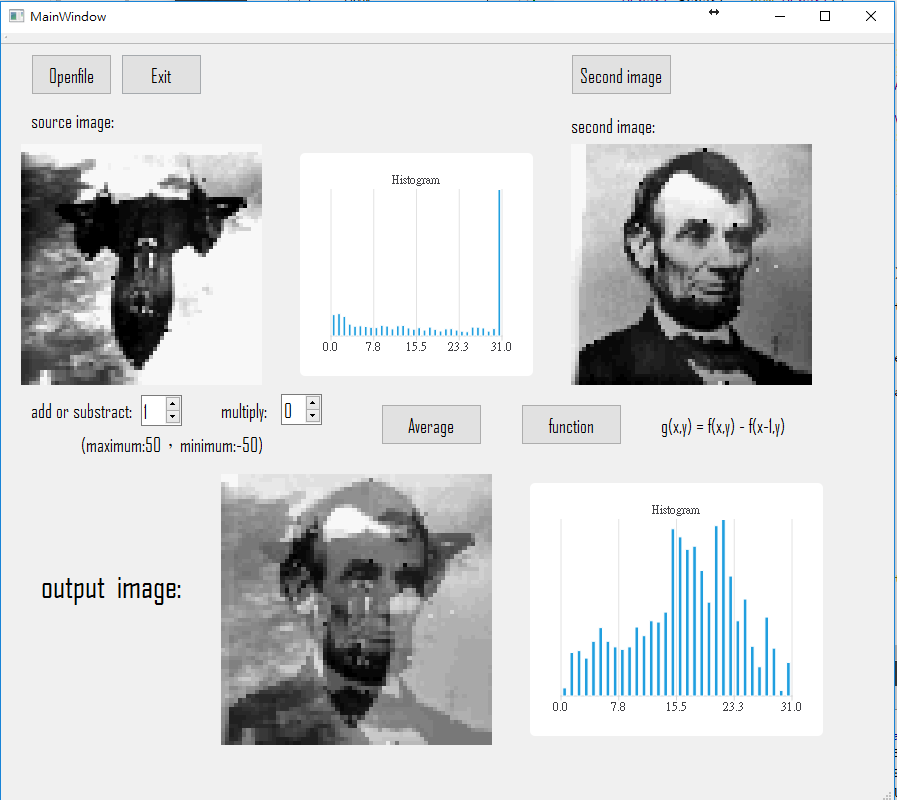 MainWindow
Openfile Exit Second image
source image:
second image:
Histogram
0.0 7.8 15.5 23.3 31.0
add or substract: 1 multiply: 0
Average function g(x,y) = f(x,y) - f(x-1,y)
(maximum:50，minimum:-50)
Histogram
output image:
0.0 7.8 15.5 23.3 31.0